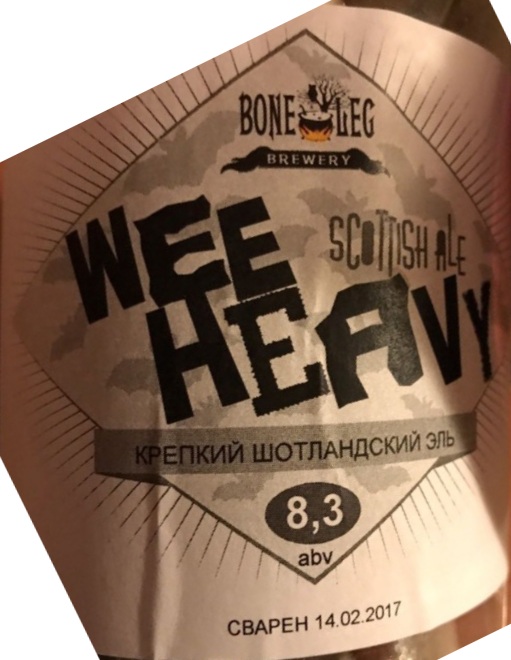 BONE LEG
BREWERY
WEE
SCOTTISH ALE
HEAVY
КРЕПКИЙ ШОТЛАНДСКИЙ ЭЛЬ
8,3
abv
СВАРЕН 14.02.2017